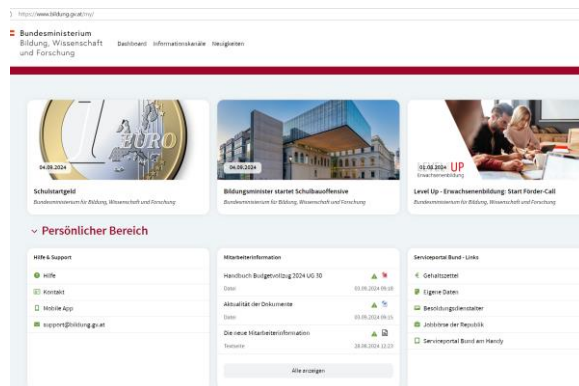 https://www.bildung.gv.at/my/
Bundesministerium
Bildung, Wissenschaft
und Forschung
Dashboard Informationskanäle Neuigkeiten
1 EURO
04.09.2024
04.09.2024
01.08.2024
UP
Erwachsenenbildung
Schulstartgeld
Bundesministerium für Bildung, Wissenschaft und Forschung
Bildungsminister startet Schulbauoffensive
Bundesministerium für Bildung, Wissenschaft und Forschung
Level Up - Erwachsenenbildung: Start Förder-Call
Bundesministerium für Bildung, Wissenschaft und Forschung
Persönlicher Bereich
Hilfe & Support
Hilfe
Kontakt
Mobile App
support@bildung.gv.at
Mitarbeiterinformation
Handbuch Budgetvollzug 2024 UG 30
Datei 03.09.2024 09:18
Aktualität der Dokumente
Datei 03.09.2024 09:15
Die neue Mitarbeiterinformation
Textseite 28.08.2024 12:23
Alle anzeigen
Serviceportal Bund - Links
Gehaltszettel
Eigene Daten
Besoldungsdienstalter
Jobbörse der Republik
Serviceportal Bund am Handy